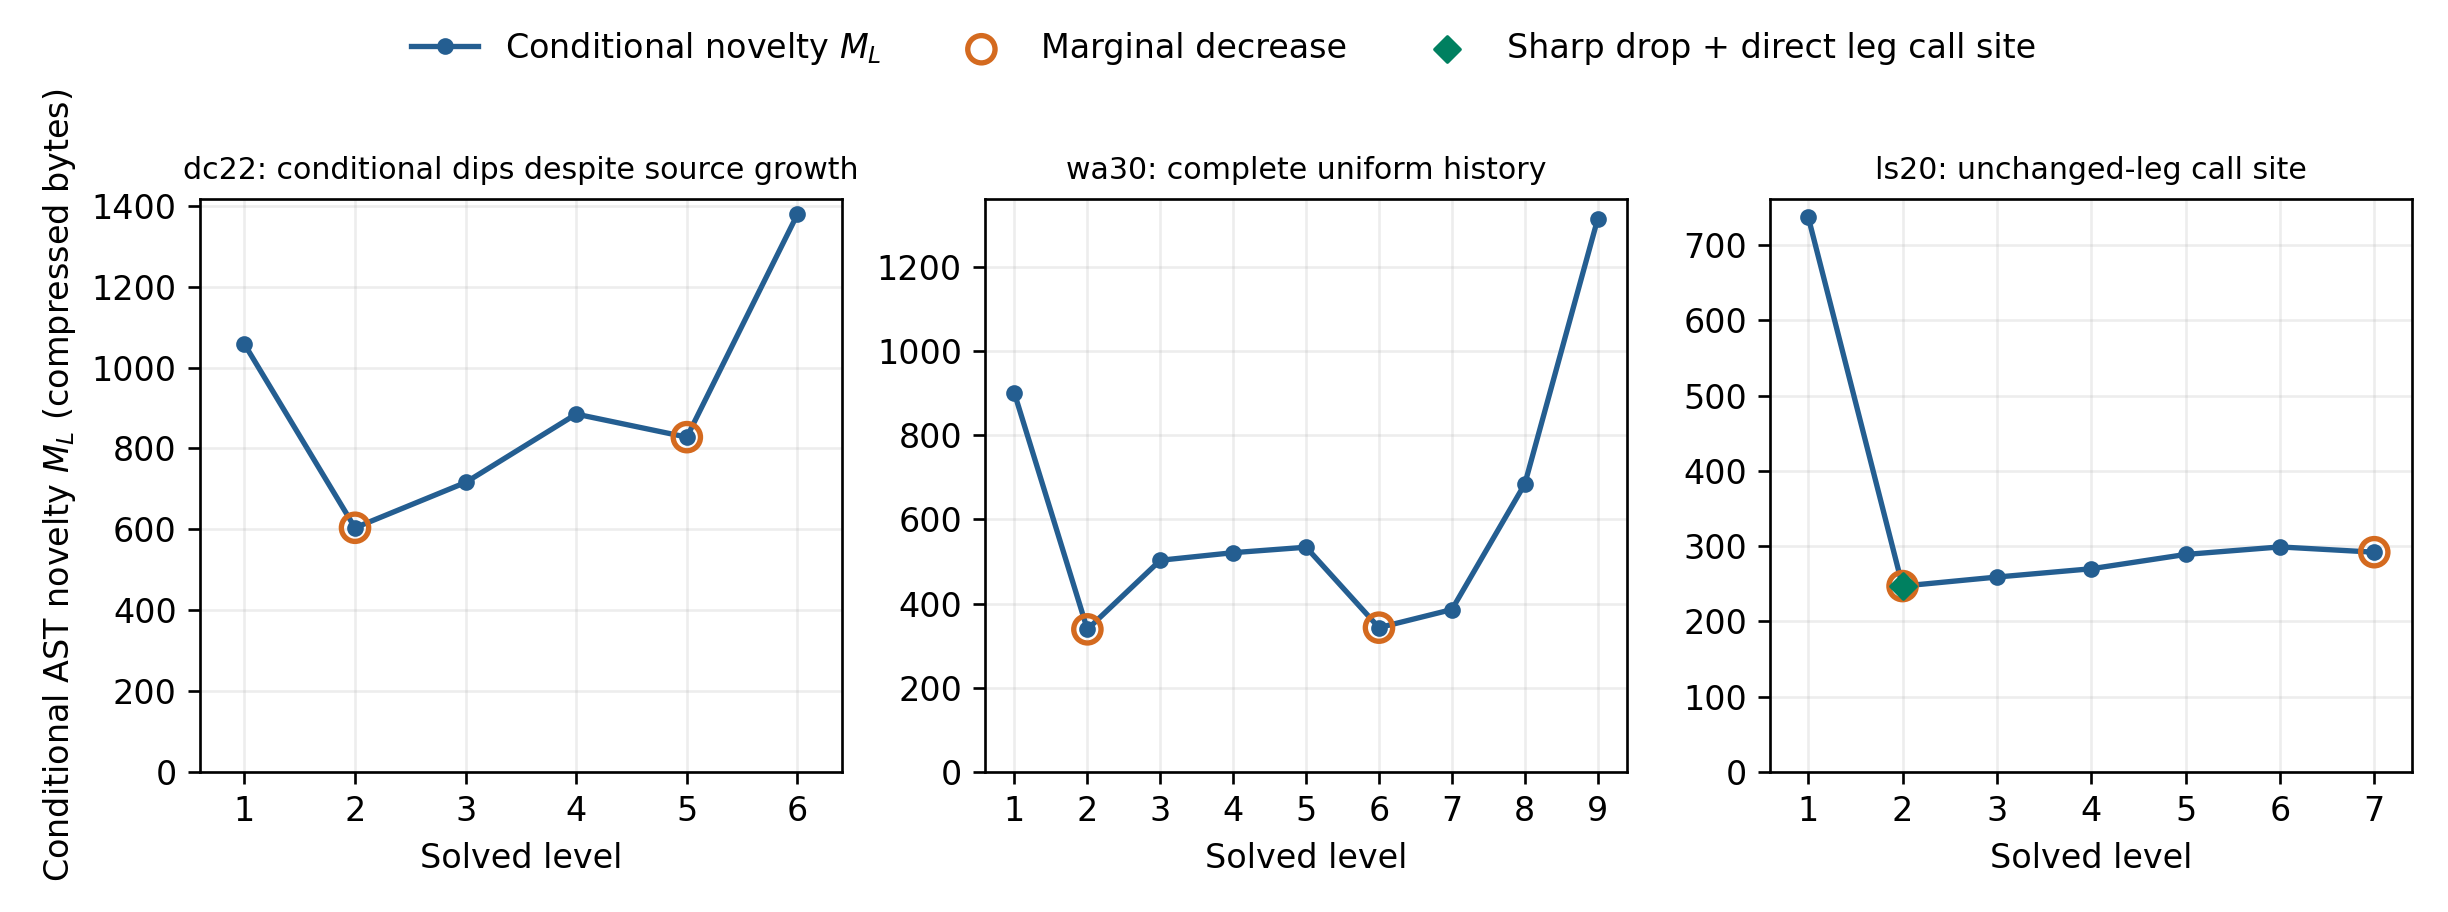 Conditional novelty M_L
Marginal decrease
Sharp drop + direct leg call site
Conditional AST novelty M_L (compressed bytes)
dc22: conditional dips despite source growth
1400
1200
1000
800
600
400
200
0
1 2 3 4 5 6
Solved level
wa30: complete uniform history
1200
1000
800
600
400
200
0
1 2 3 4 5 6 7 8 9
Solved level
ls20: unchanged-leg call site
700
600
500
400
300
200
100
0
1 2 3 4 5 6 7
Solved level